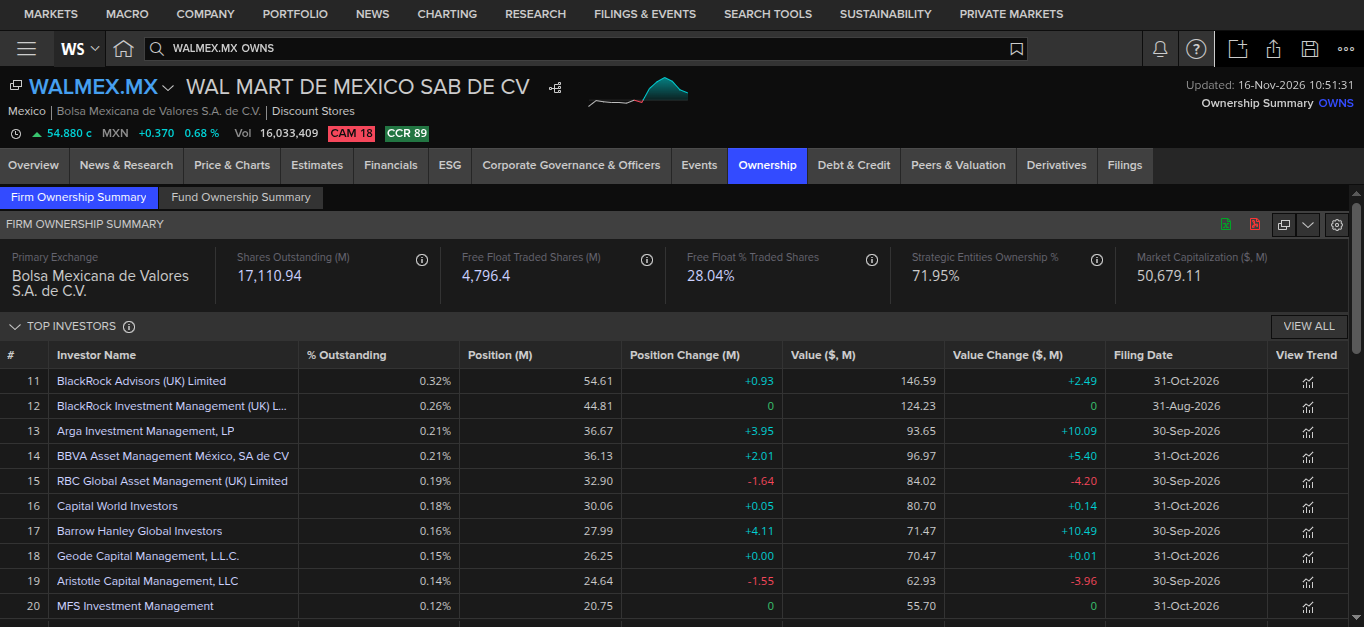 MARKETS MACRO COMPANY PORTFOLIO NEWS CHARTING RESEARCH FILINGS & EVENTS SEARCH TOOLS SUSTAINABILITY PRIVATE MARKETS
WS WALMEX.MX OWNS ?
WALMEX.MX WAL MART DE MEXICO SAB DE CV
Updated: 16-Nov-2026 10:51:31
Ownership Summary OWNS
Mexico | Bolsa Mexicana de Valores S.A. de C.V. | Discount Stores
54.880 c MXN +0.370 0.68 % Vol 16,033,409 CAM 18 CCR 89
Overview News & Research Price & Charts Estimates Financials ESG Corporate Governance & Officers Events Ownership Debt & Credit Peers & Valuation Derivatives Filings
Firm Ownership Summary Fund Ownership Summary
FIRM OWNERSHIP SUMMARY
Primary Exchange
Bolsa Mexicana de Valores
S.A. de C.V.
Shares Outstanding (M)
17,110.94
Free Float Traded Shares (M)
4,796.4
Free Float % Traded Shares
28.04%
Strategic Entities Ownership %
71.95%
Market Capitalization ($, M)
50,679.11
TOP INVESTORS VIEW ALL
# Investor Name % Outstanding Position (M) Position Change (M) Value ($, M) Value Change ($, M) Filing Date View Trend
11 BlackRock Advisors (UK) Limited 0.32% 54.61 +0.93 146.59 +2.49 31-Oct-2026
12 BlackRock Investment Management (UK) L... 0.26% 44.81 0 124.23 0 31-Aug-2026
13 Arga Investment Management, LP 0.21% 36.67 +3.95 93.65 +10.09 30-Sep-2026
14 BBVA Asset Management México, SA de CV 0.21% 36.13 +2.01 96.97 +5.40 31-Oct-2026
15 RBC Global Asset Management (UK) Limited 0.19% 32.90 -1.64 84.02 -4.20 30-Sep-2026
16 Capital World Investors 0.18% 30.06 +0.05 80.70 +0.14 31-Oct-2026
17 Barrow Hanley Global Investors 0.16% 27.99 +4.11 71.47 +10.49 30-Sep-2026
18 Geode Capital Management, L.L.C. 0.15% 26.25 +0.00 70.47 +0.01 31-Oct-2026
19 Aristotle Capital Management, LLC 0.14% 24.64 -1.55 62.93 -3.96 30-Sep-2026
20 MFS Investment Management 0.12% 20.75 0 55.70 0 31-Oct-2026